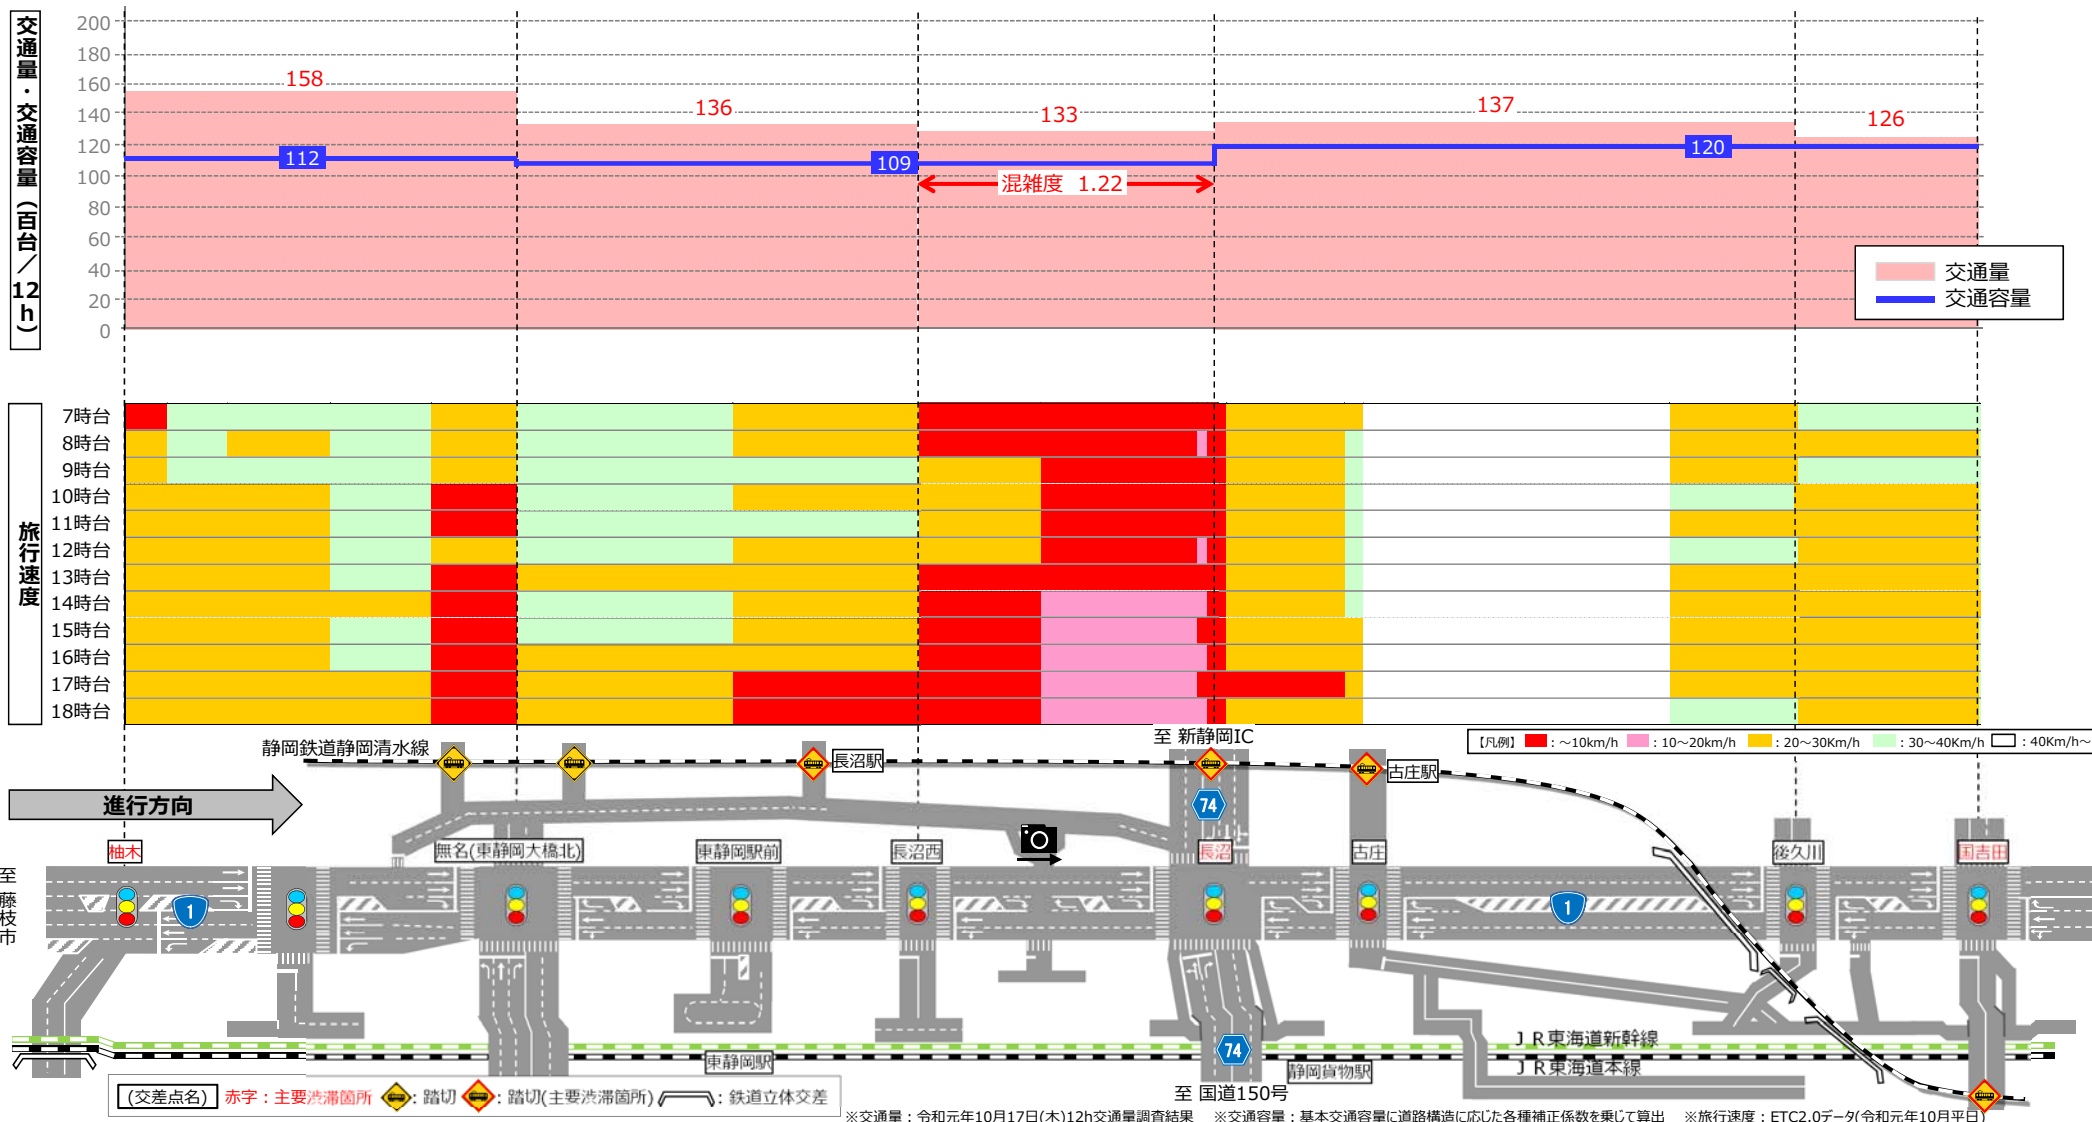 交通量・交通容量（百台／12h）
200
180
160
140
120
100
80
60
40
20
0
158
136
133
137
126
112
109
120
混雑度 1.22
交通量
交通容量
旅行速度
7時台
8時台
9時台
10時台
11時台
12時台
13時台
14時台
15時台
16時台
17時台
18時台
【凡例】 ：～10km/h ：10～20km/h ：20～30Km/h ：30～40Km/h ：40Km/h～
静岡鉄道静岡清水線
長沼駅
至 新静岡IC
古庄駅
進行方向
74
柚木
無名(東静岡大橋北)
東静岡駅前
長沼西
長沼
古庄
後久川
国吉田
至 藤枝市
1
1
ＪＲ東海道新幹線
東静岡駅
74
静岡貨物駅
ＪＲ東海道本線
至 国道150号
(交差点名) 赤字：主要渋滞箇所 ：踏切 ：踏切(主要渋滞箇所) ：鉄道立体交差
※交通量：令和元年10月17日(木)12h交通量調査結果 ※交通容量：基本交通容量に道路構造に応じた各種補正係数を乗じて算出 ※旅行速度：ETC2.0データ(令和元年10月平日)